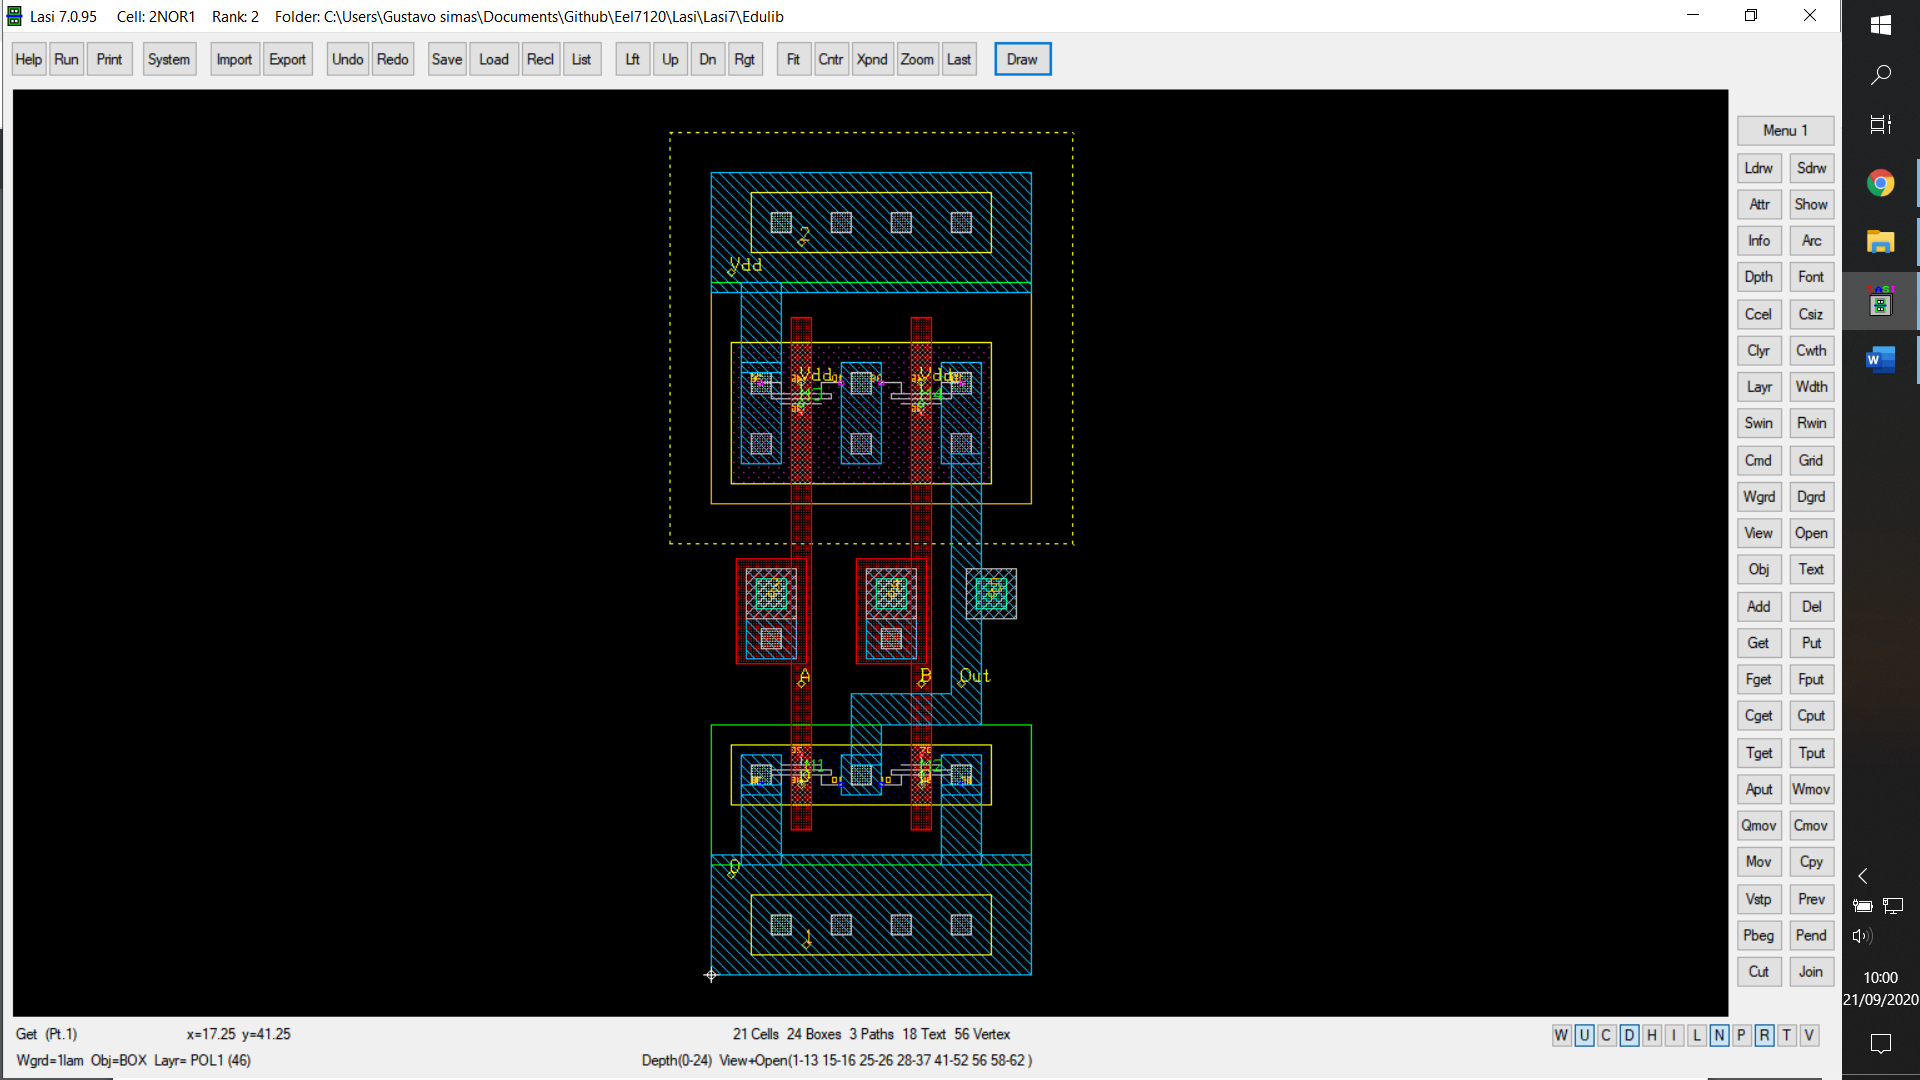 Lasi 7.0.95 Cell: 2NOR1 Rank: 2 Folder: C:\Users\Gustavo simas\Documents\Github\Eel7120\Lasi\Lasi7\Edulib
Help Run Print System Import Export Undo Redo Save Load Recl List Lft Up Dn Rgt Fit Cntr Xpnd Zoom Last Draw
Menu 1
Ldrw Sdrw
Attr Show
Info Arc
Dpth Font
Ccel Csiz
Clyr Cwth
Layr Wdth
Swin Rwin
Cmd Grid
Wgrd Dgrd
View Open
Obj Text
Add Del
Get Put
Fget Fput
Cget Cput
Tget Tput
Aput Wmov
Qmov Cmov
Mov Cpy
Vstp Prev
Pbeg Pend
Cut Join
2
Vdd
Vdd Vdd
A B Out
0
1
Get (Pt.1) x=17.25 y=41.25 21 Cells 24 Boxes 3 Paths 18 Text 56 Vertex W U C D H I L N P R T V
Wgrd=1lam Obj=BOX Layr= POL1 (46) Depth(0-24) View+Open(1-13 15-16 25-26 28-37 41-52 56 58-62 )
10:00
21/09/2020